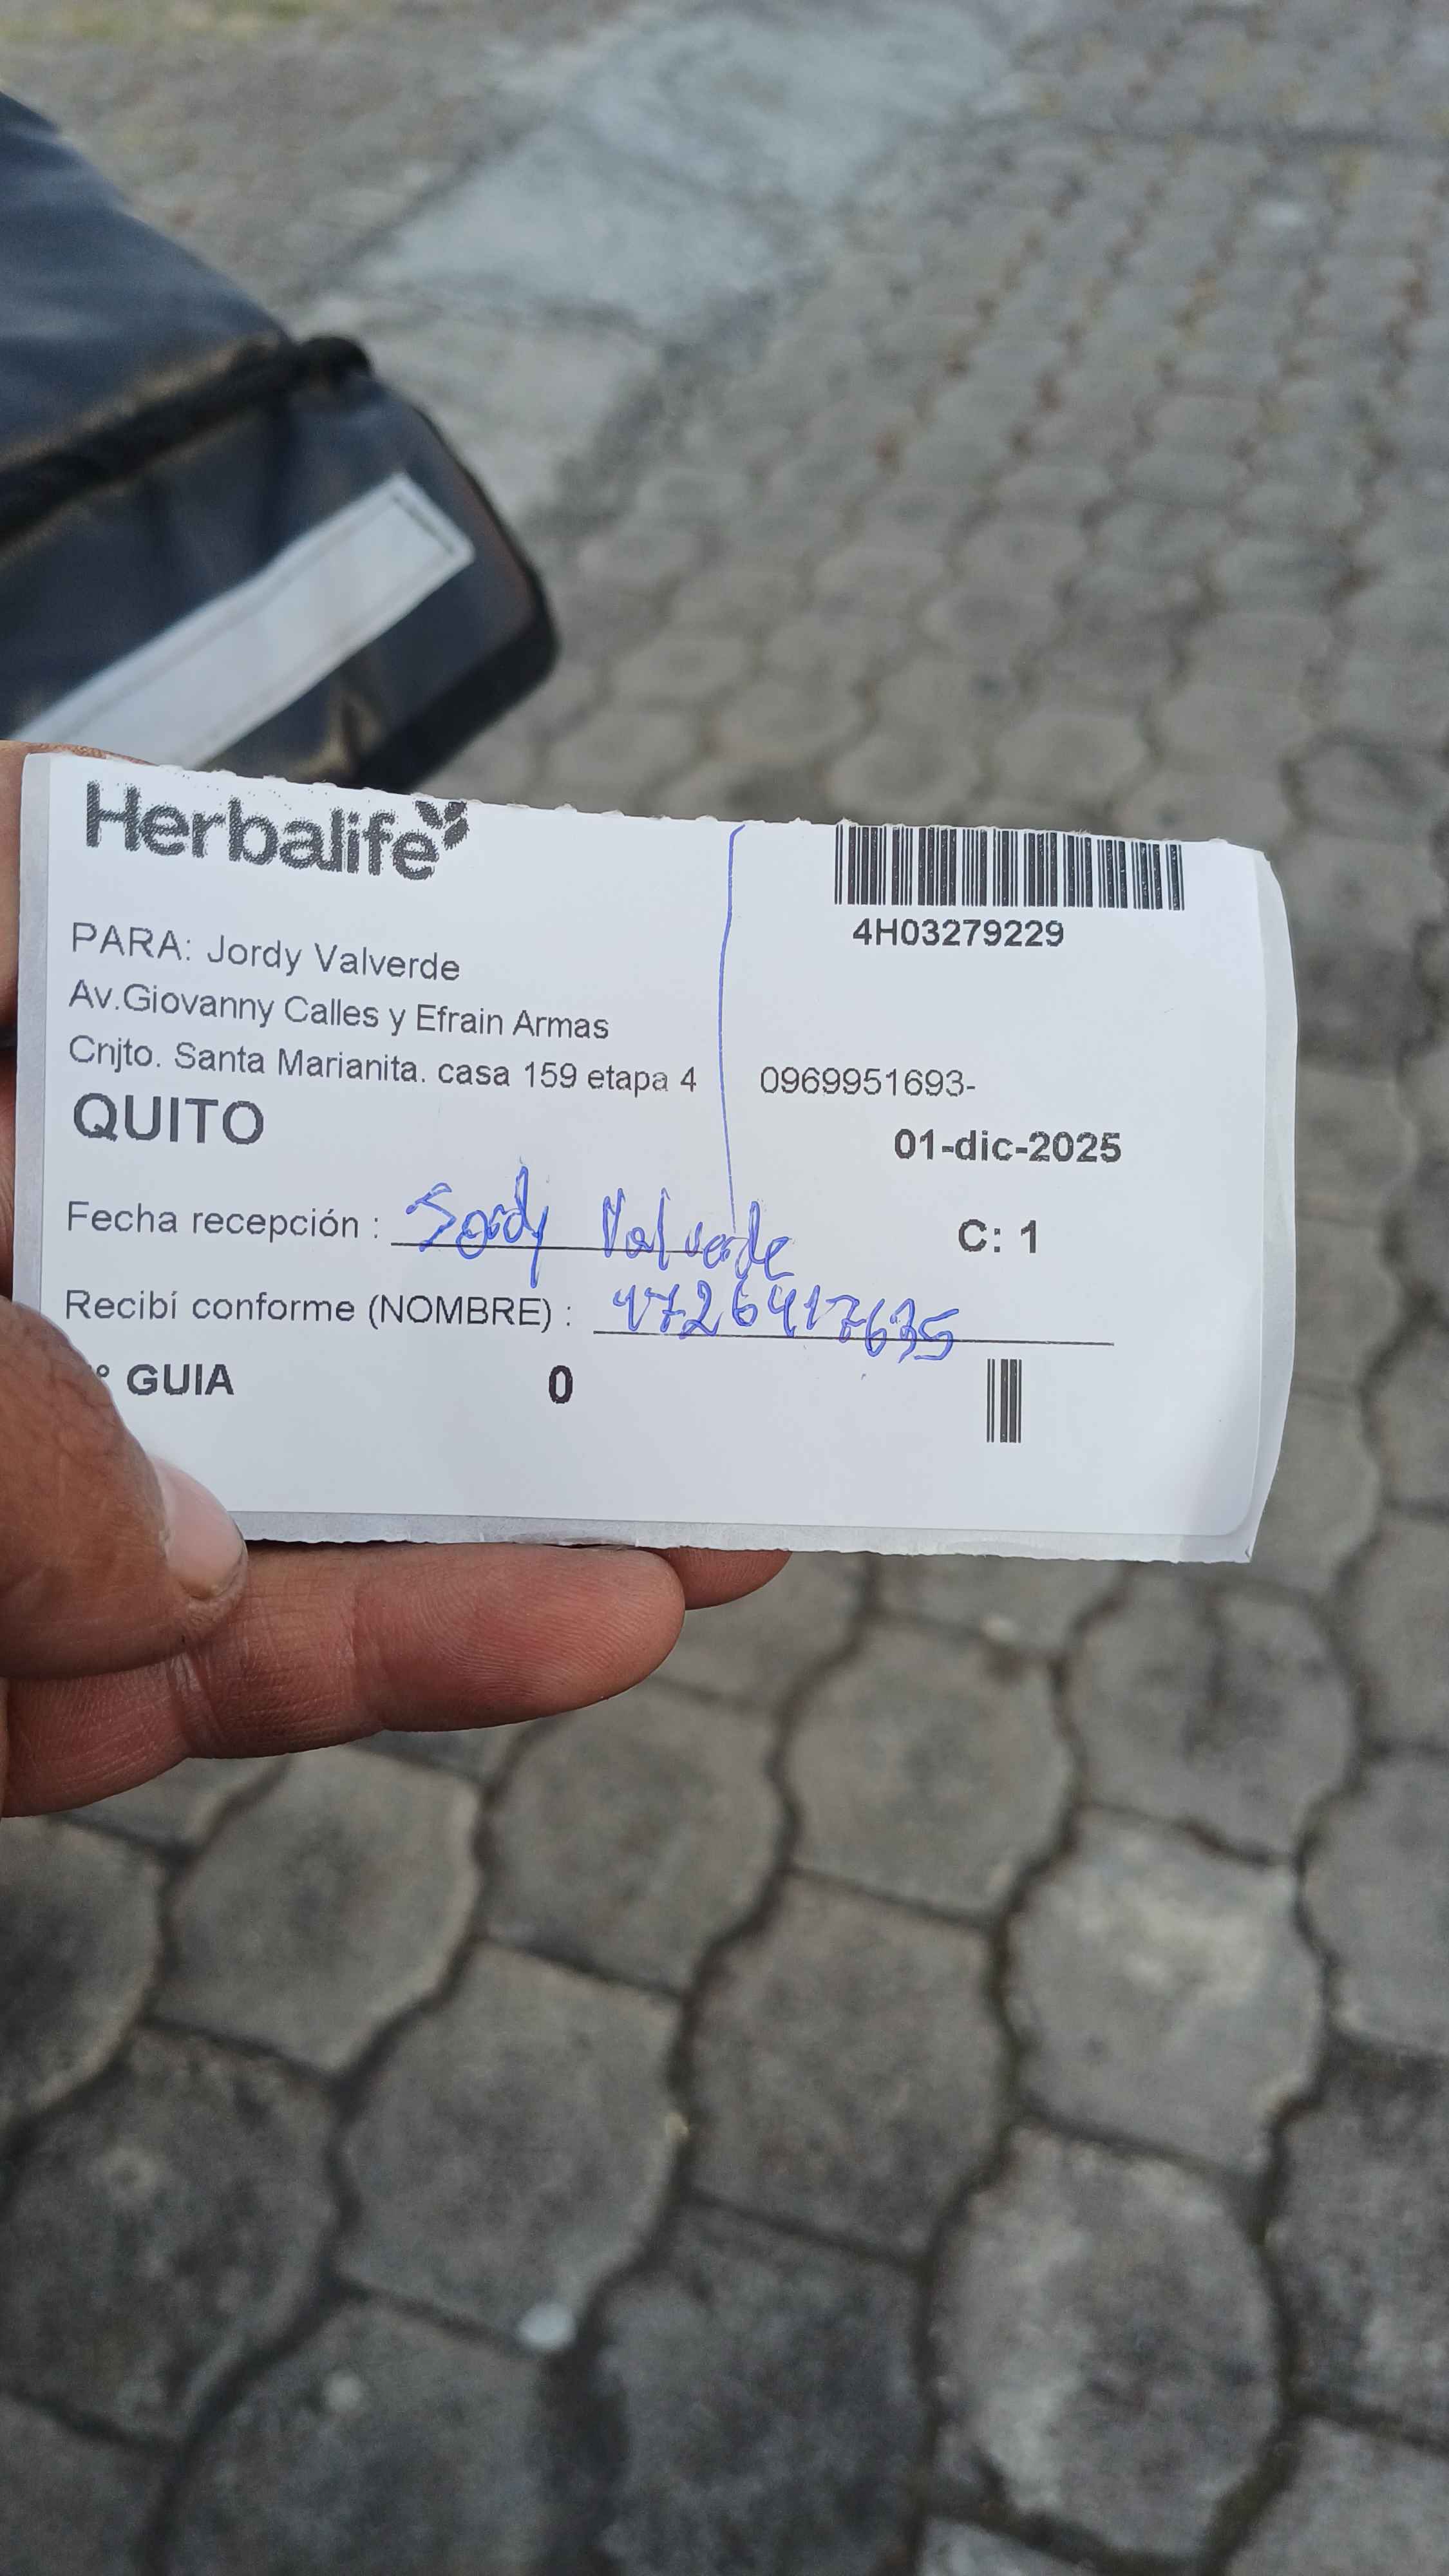 Herbalife
4H03279229
PARA: Jordy Valverde
Av.Giovanny Calles y Efrain Armas
Cnjto. Santa Marianita. casa 159 etapa 4 0969951693-
QUITO 01-dic-2025
Fecha recepción : Jordy Valverde C: 1
Recibí conforme (NOMBRE) : 1726417635
° GUIA 0